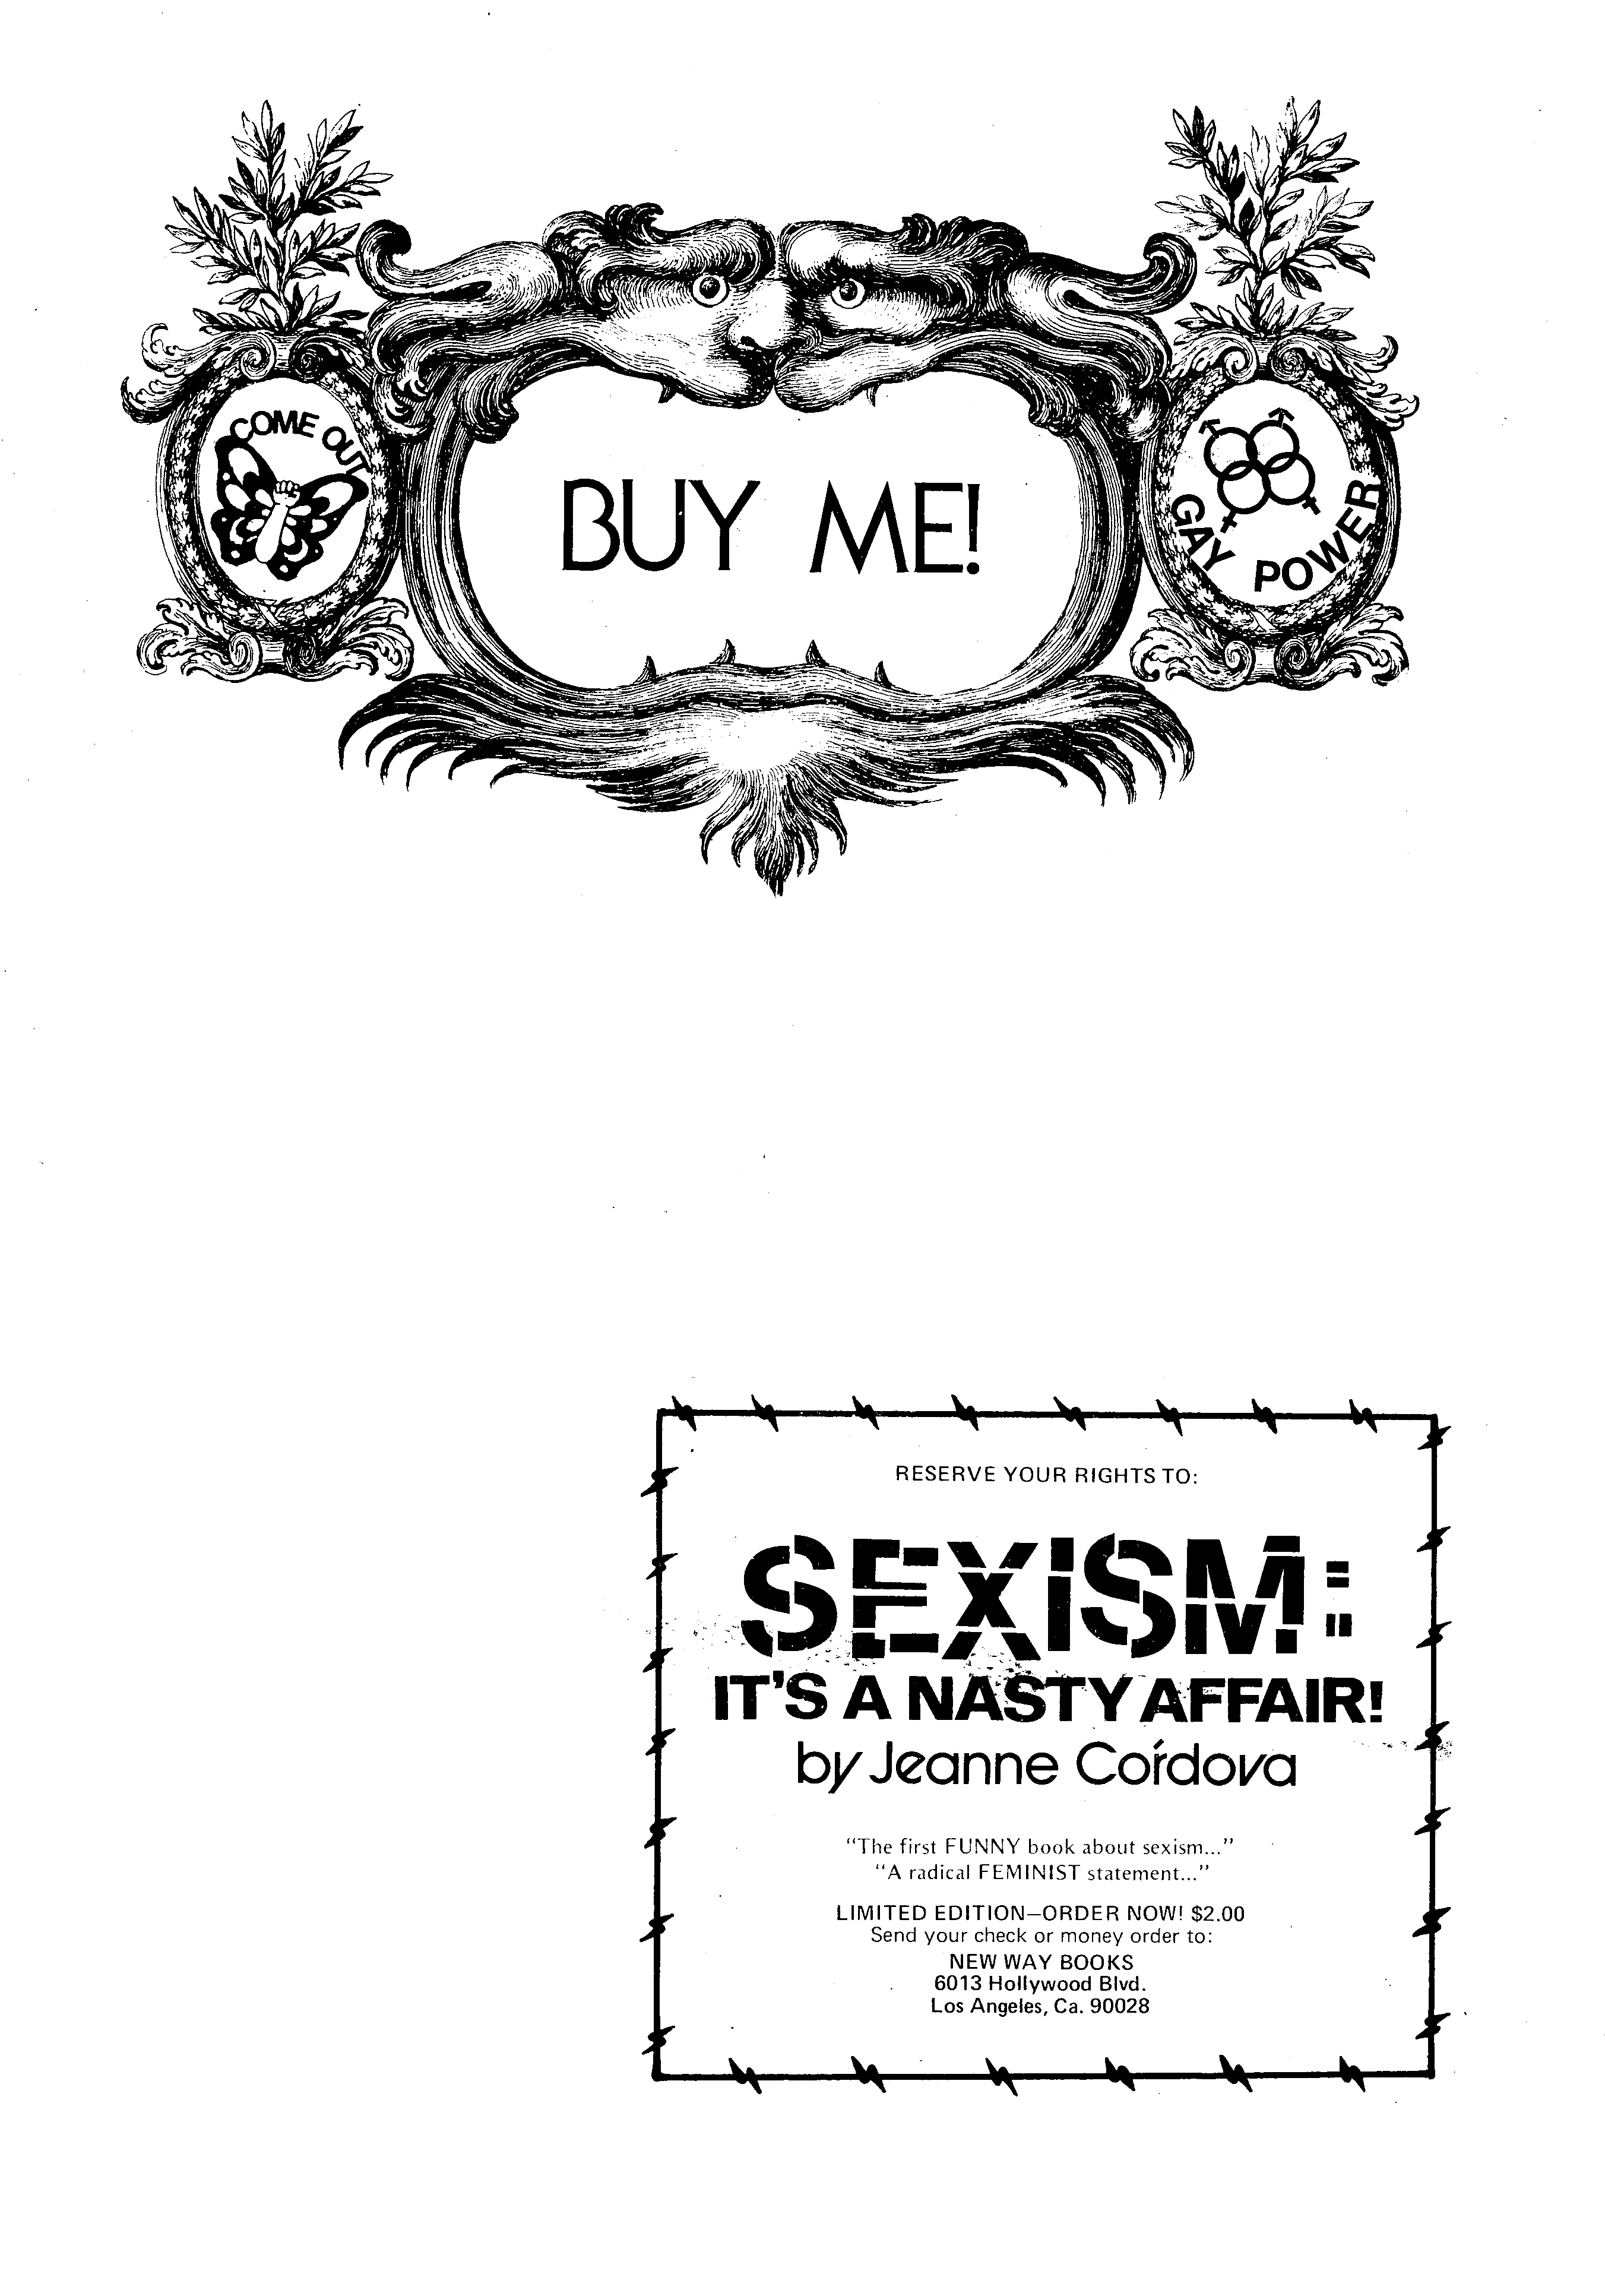 COME OUT
BUY ME!
GAY POWER
RESERVE YOUR RIGHTS TO:
SEXISM:
IT'S A NASTY AFFAIR!
by Jeanne Córdova
"The first FUNNY book about sexism..."
"A radical FEMINIST statement..."
LIMITED EDITION—ORDER NOW! $2.00
Send your check or money order to:
NEW WAY BOOKS
6013 Hollywood Blvd.
Los Angeles, Ca. 90028